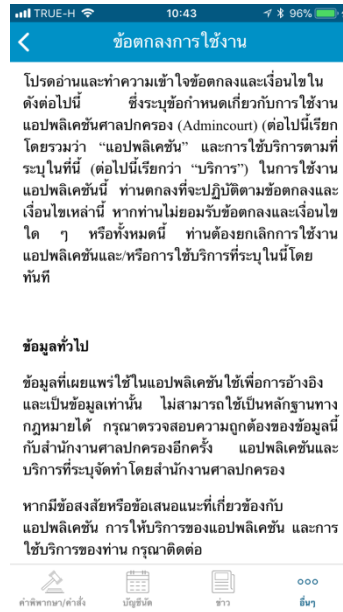 TRUE-H 10:43 96%
ข้อตกลงการใช้งาน
โปรดอ่านและทำความเข้าใจข้อตกลงและเงื่อนไขใน
ดังต่อไปนี้ ซึ่งระบุข้อกำหนดเกี่ยวกับการใช้งาน
แอปพลิเคชันศาลปกครอง (Admincourt) (ต่อไปนี้เรียก
โดยรวมว่า “แอปพลิเคชัน” และการใช้บริการตามที่
ระบุในที่นี้ (ต่อไปนี้เรียกว่า “บริการ”) ในการใช้งาน
แอปพลิเคชันนี้ ท่านตกลงที่จะปฏิบัติตามข้อตกลงและ
เงื่อนไขเหล่านี้ หากท่านไม่ยอมรับข้อตกลงและเงื่อนไข
ใด ๆ หรือทั้งหมดนี้ ท่านต้องยกเลิกการใช้งาน
แอปพลิเคชันและ/หรือการใช้บริการที่ระบุในนี้โดย
ทันที
ข้อมูลทั่วไป
ข้อมูลที่เผยแพร่ใช้ในแอปพลิเคชัน ใช้เพื่อการอ้างอิง
และเป็นข้อมูลเท่านั้น ไม่สามารถใช้เป็นหลักฐานทาง
กฎหมายได้ กรุณาตรวจสอบความถูกต้องของข้อมูลนี้
กับสำนักงานศาลปกครองอีกครั้ง แอปพลิเคชันและ
บริการที่ระบุจัดทำโดยสำนักงานศาลปกครอง
หากมีข้อสงสัยหรือข้อเสนอแนะที่เกี่ยวข้องกับ
แอปพลิเคชัน การให้บริการของแอปพลิเคชัน และการ
ใช้บริการของท่าน กรุณาติดต่อ
คำพิพากษา/คำสั่ง บัญชีนัด ข่าว อื่นๆ